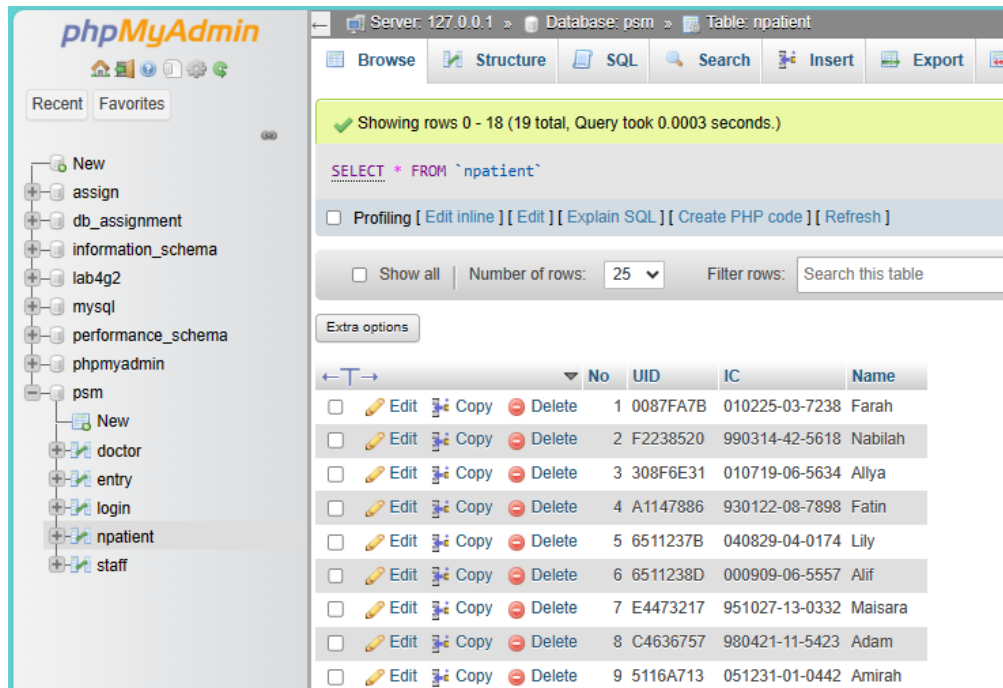 phpMyAdmin
Recent Favorites
New
assign
db_assignment
information_schema
lab4g2
mysql
performance_schema
phpmyadmin
psm
New
doctor
entry
login
npatient
staff
Server: 127.0.0.1 » Database: psm » Table: npatient
Browse Structure SQL Search Insert Export
Showing rows 0 - 18 (19 total, Query took 0.0003 seconds.)
SELECT * FROM `npatient`
Profiling [ Edit inline ] [ Edit ] [ Explain SQL ] [ Create PHP code ] [ Refresh ]
Show all | Number of rows: 25 Filter rows: Search this table
Extra options
←T→ No UID IC Name
Edit Copy Delete 1 0087FA7B 010225-03-7238 Farah
Edit Copy Delete 2 F2238520 990314-42-5618 Nabilah
Edit Copy Delete 3 308F6E31 010719-06-5634 Allya
Edit Copy Delete 4 A1147886 930122-08-7898 Fatin
Edit Copy Delete 5 6511237B 040829-04-0174 Lily
Edit Copy Delete 6 6511238D 000909-06-5557 Alif
Edit Copy Delete 7 E4473217 951027-13-0332 Maisara
Edit Copy Delete 8 C4636757 980421-11-5423 Adam
Edit Copy Delete 9 5116A713 051231-01-0442 Amirah